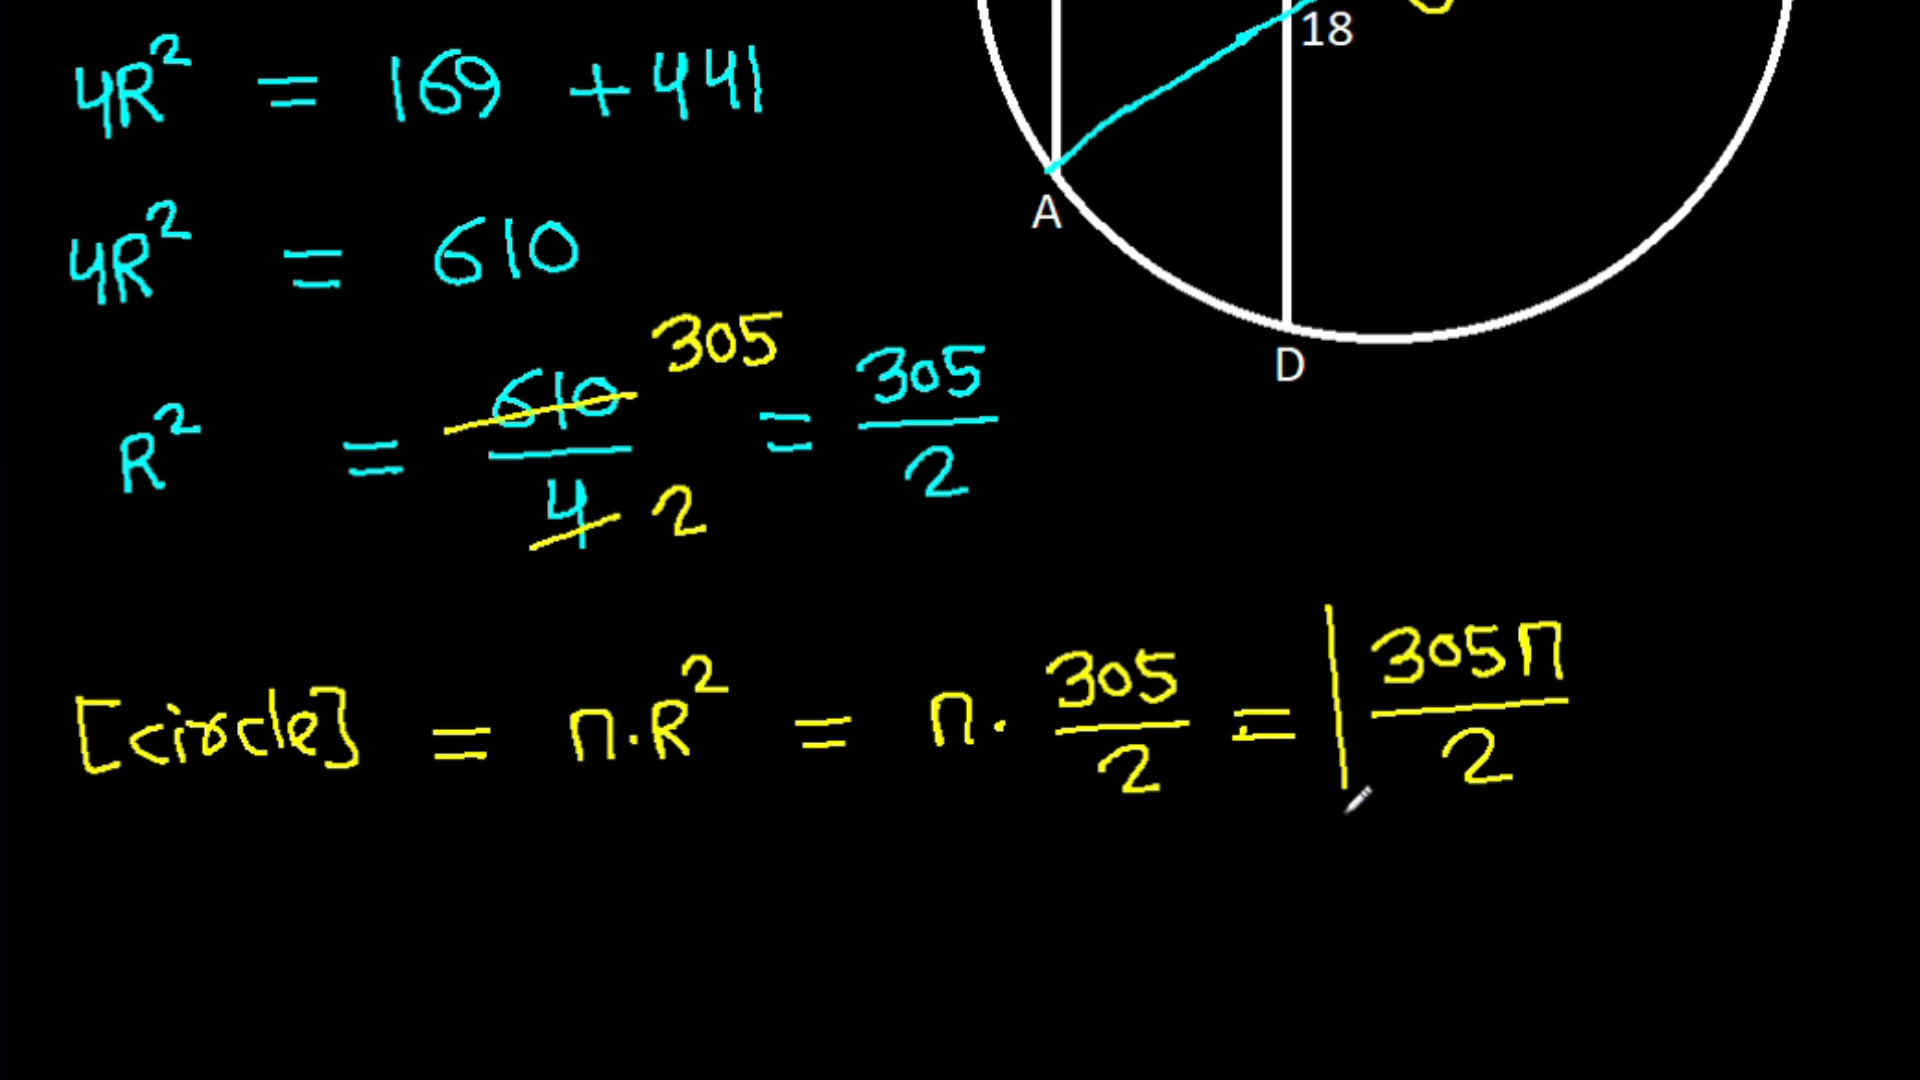 4R² = 169 + 441
18
A
4R² = 610
D
R² = 610/4 305 2 = 305/2
[circle] = π.R² = π. 305/2 = 305π/2